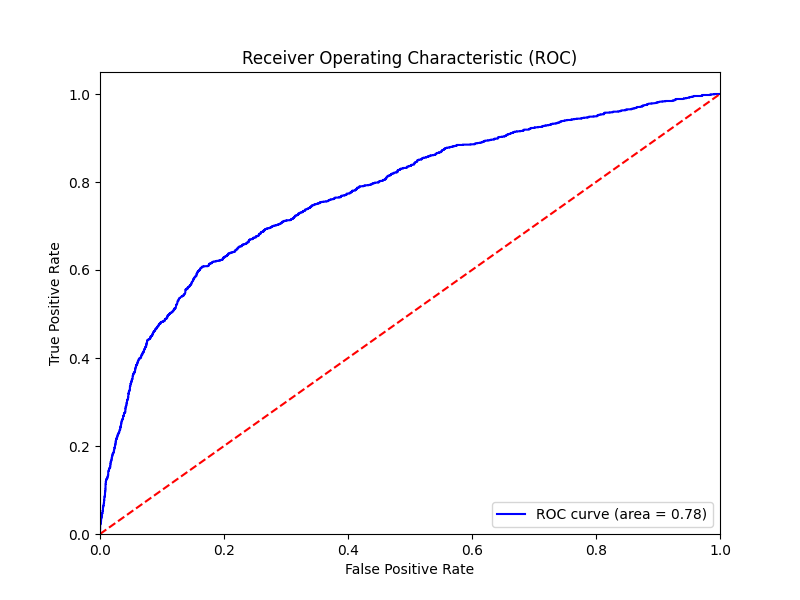 Receiver Operating Characteristic (ROC)
1.0
0.8
0.6
0.4
0.2
0.0
True Positive Rate
ROC curve (area = 0.78)
0.0 0.2 0.4 0.6 0.8 1.0
False Positive Rate